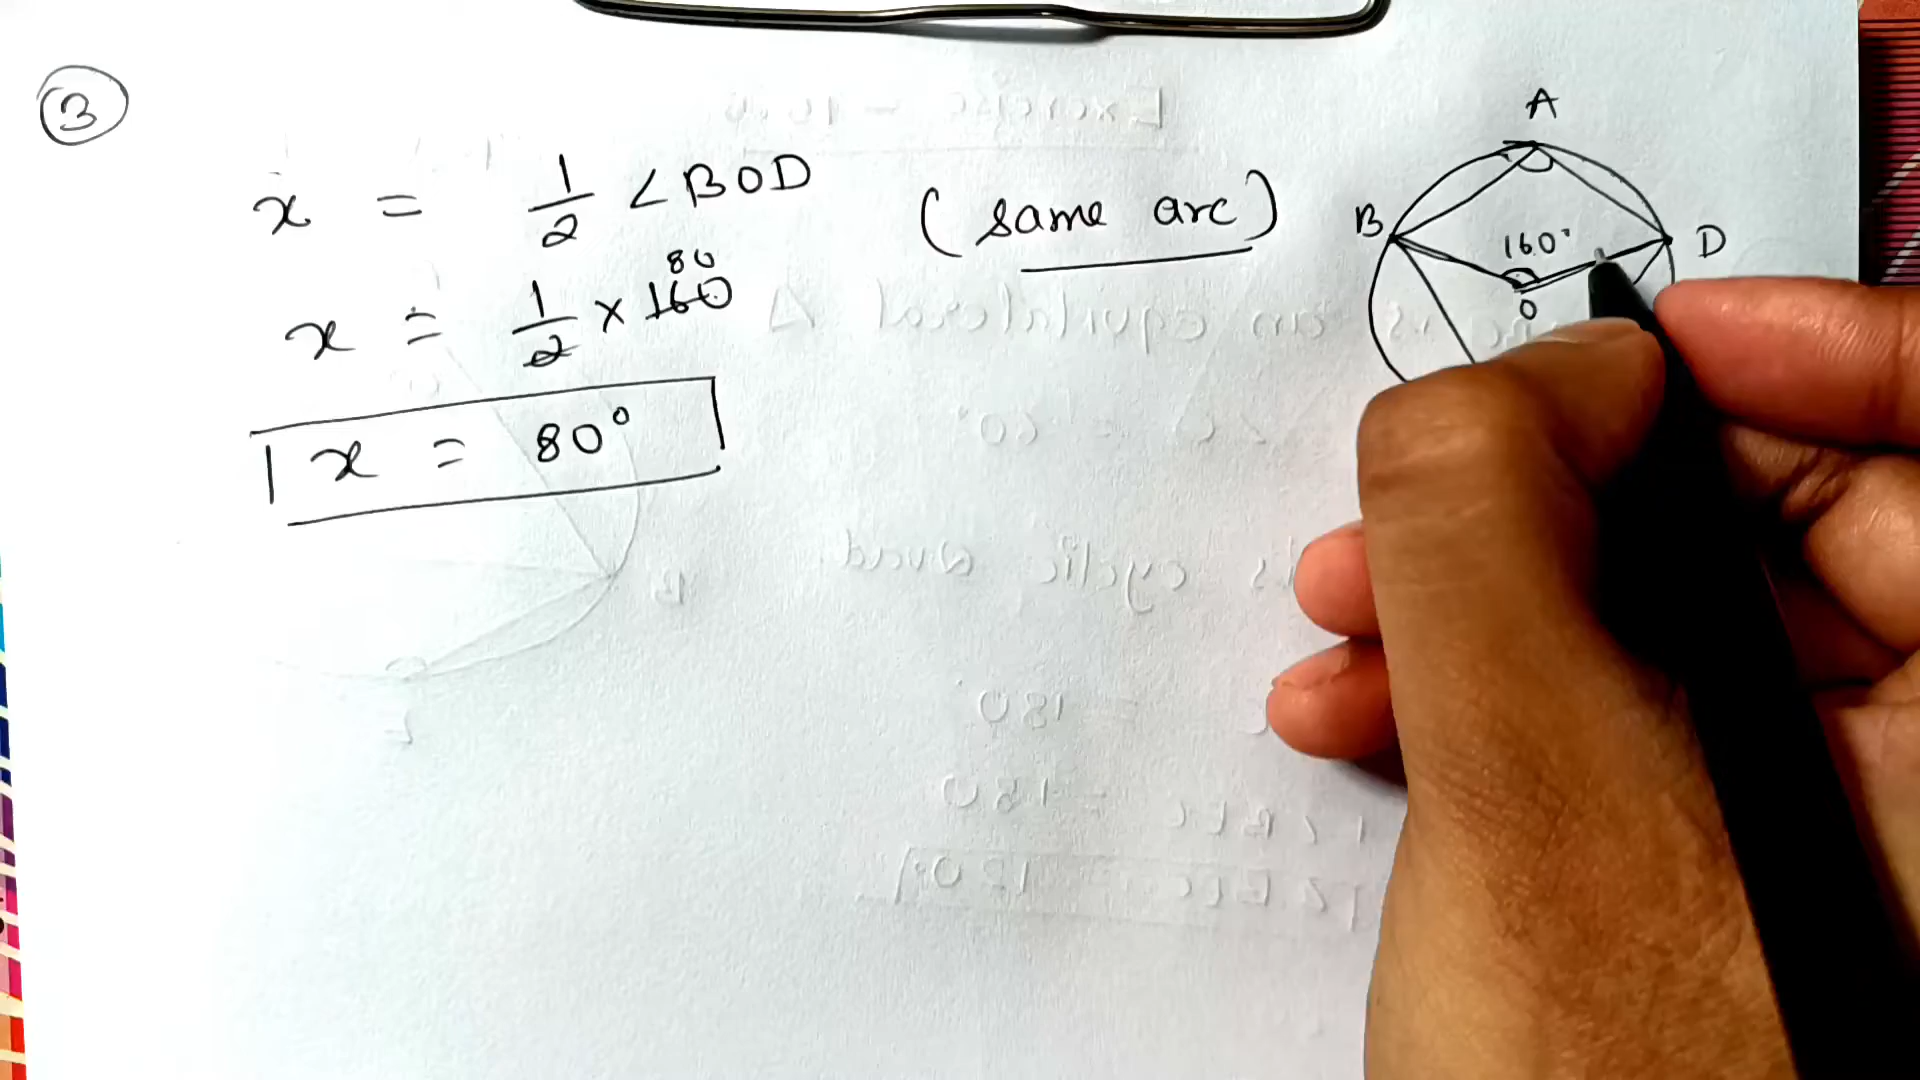 3
x = 1/2 ∠BOD (same arc)
80
x = 1/2 × 160
x = 80°
A
B
160°
D
O